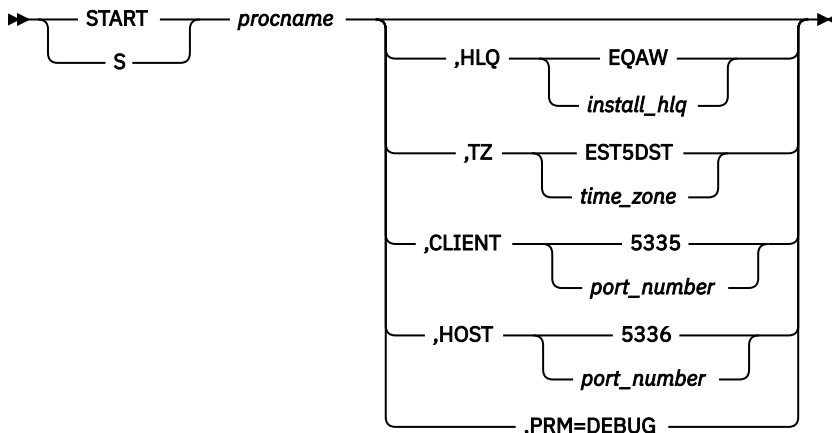 START procname
S
,HLQ EQAW
install_hlq
,TZ EST5DST
time_zone
,CLIENT 5335
port_number
,HOST 5336
port_number
,PRM=DEBUG